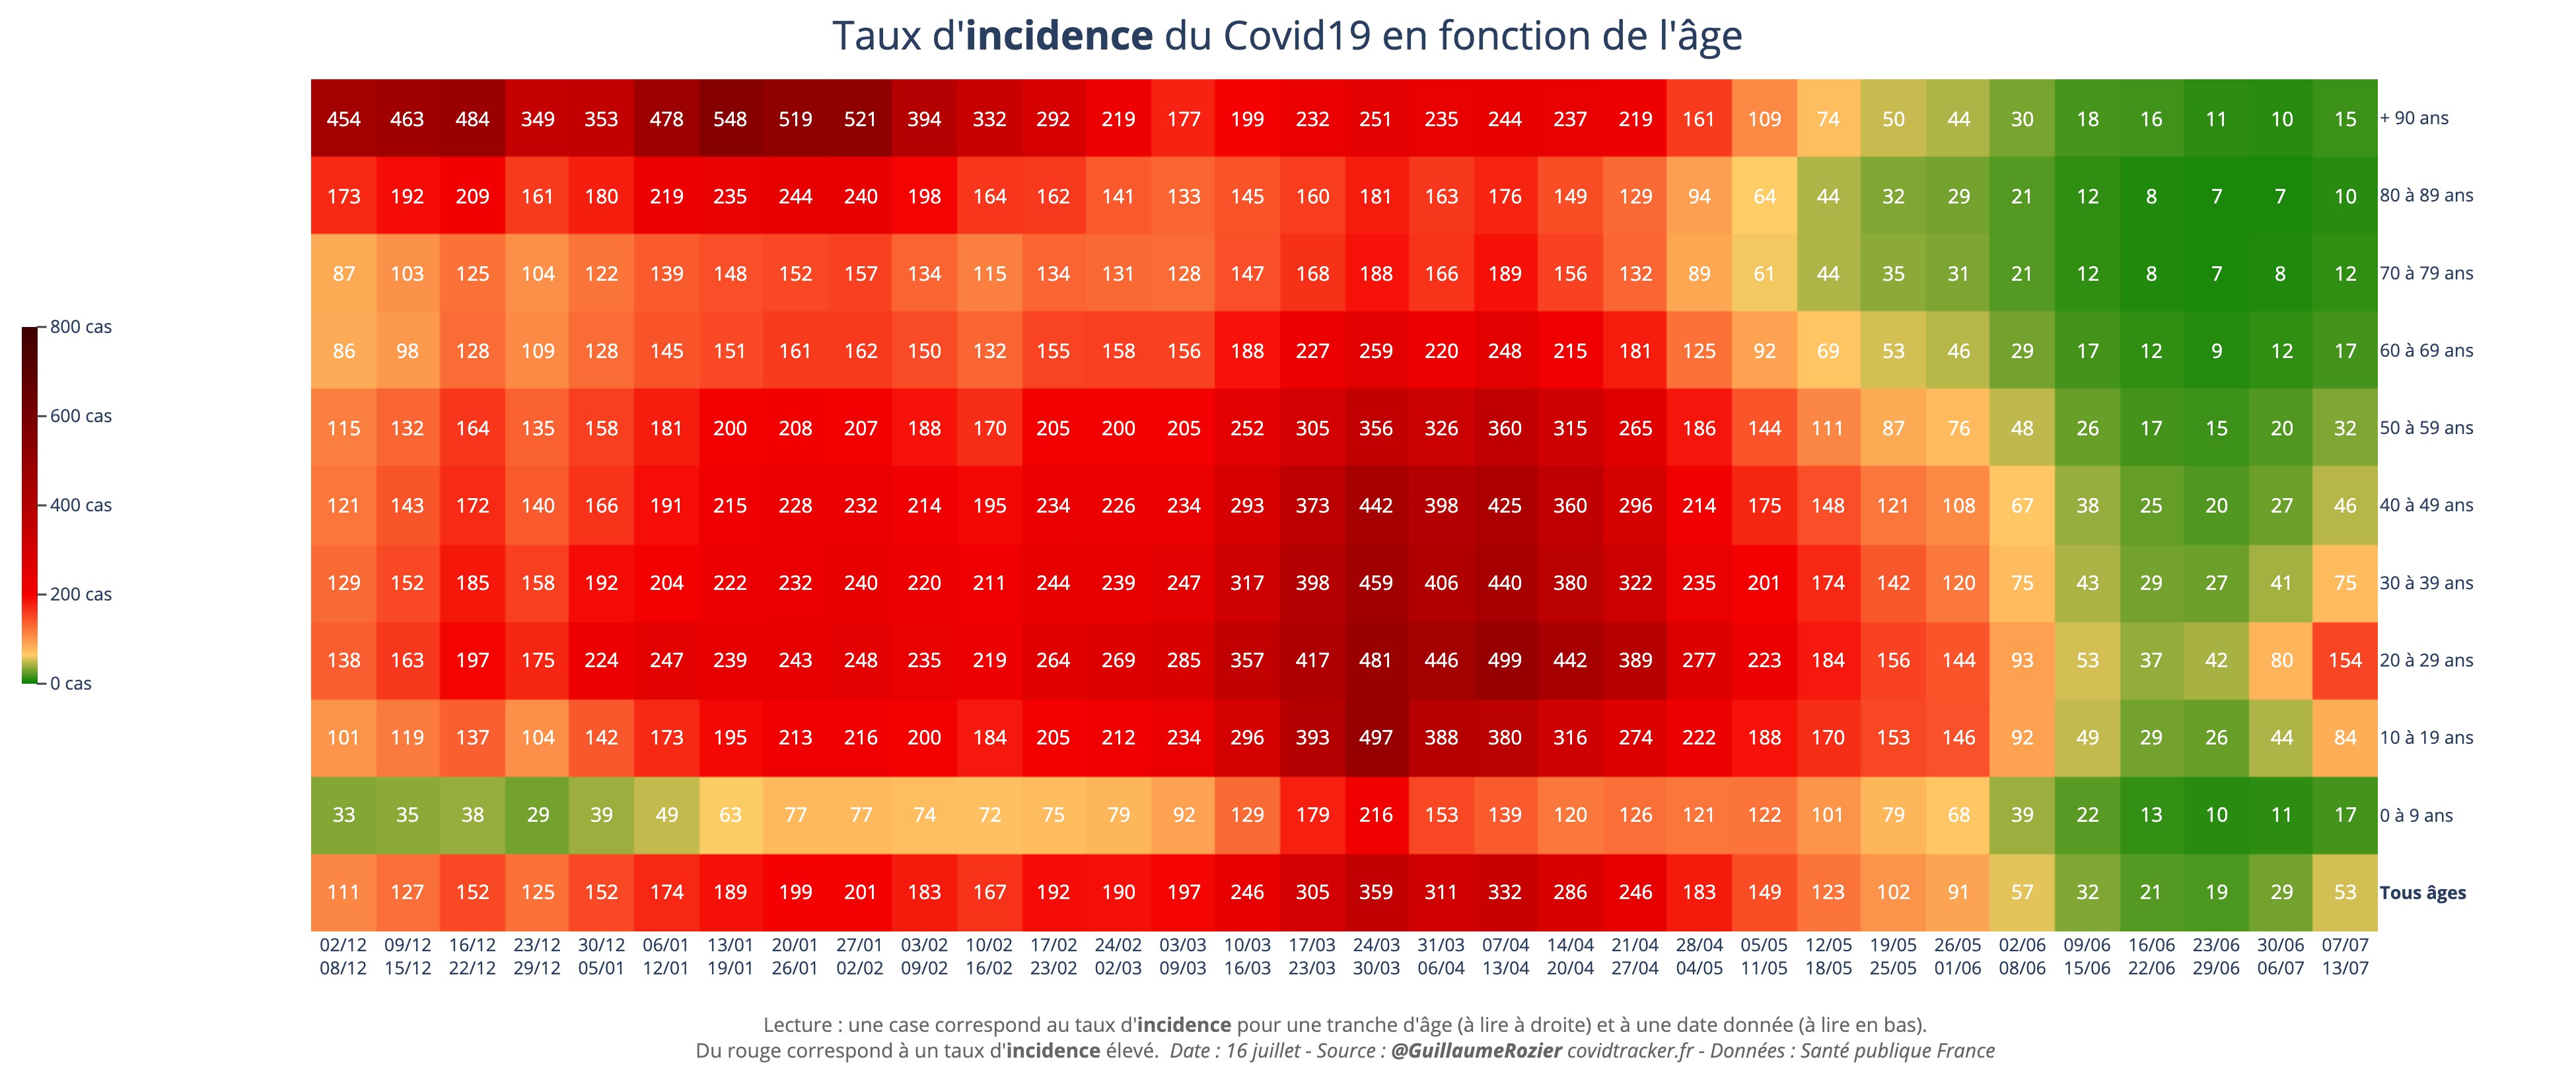 Taux d'incidence du Covid19 en fonction de l'âge
454 463 484 349 353 478 548 519 521 394 332 292 219 177 199 232 251 235 244 237 219 161 109 74 50 44 30 18 16 11 10 15 + 90 ans
173 192 209 161 180 219 235 244 240 198 164 162 141 133 145 160 181 163 176 149 129 94 64 44 32 29 21 12 8 7 7 10 80 à 89 ans
87 103 125 104 122 139 148 152 157 134 115 134 131 128 147 168 188 166 189 156 132 89 61 44 35 31 21 12 8 7 8 12 70 à 79 ans
86 98 128 109 128 145 151 161 162 150 132 155 158 156 188 227 259 220 248 215 181 125 92 69 53 46 29 17 12 9 12 17 60 à 69 ans
115 132 164 135 158 181 200 208 207 188 170 205 200 205 252 305 356 326 360 315 265 186 144 111 87 76 48 26 17 15 20 32 50 à 59 ans
121 143 172 140 166 191 215 228 232 214 195 234 226 234 293 373 442 398 425 360 296 214 175 148 121 108 67 38 25 20 27 46 40 à 49 ans
129 152 185 158 192 204 222 232 240 220 211 244 239 247 317 398 459 406 440 380 322 235 201 174 142 120 75 43 29 27 41 75 30 à 39 ans
138 163 197 175 224 247 239 243 248 235 219 264 269 285 357 417 481 446 499 442 389 277 223 184 156 144 93 53 37 42 80 154 20 à 29 ans
101 119 137 104 142 173 195 213 216 200 184 205 212 234 296 393 497 388 380 316 274 222 188 170 153 146 92 49 29 26 44 84 10 à 19 ans
33 35 38 29 39 49 63 77 77 74 72 75 79 92 129 179 216 153 139 120 126 121 122 101 79 68 39 22 13 10 11 17 0 à 9 ans
111 127 152 125 152 174 189 199 201 183 167 192 190 197 246 305 359 311 332 286 246 183 149 123 102 91 57 32 21 19 29 53 Tous âges
02/12 09/12 16/12 23/12 30/12 06/01 13/01 20/01 27/01 03/02 10/02 17/02 24/02 03/03 10/03 17/03 24/03 31/03 07/04 14/04 21/04 28/04 05/05 12/05 19/05 26/05 02/06 09/06 16/06 23/06 30/06 07/07
08/12 15/12 22/12 29/12 05/01 12/01 19/01 26/01 02/02 09/02 16/02 23/02 02/03 09/03 16/03 23/03 30/03 06/04 13/04 20/04 27/04 04/05 11/05 18/05 25/05 01/06 08/06 15/06 22/06 29/06 06/07 13/07
800 cas
600 cas
400 cas
200 cas
0 cas
Lecture : une case correspond au taux d'incidence pour une tranche d'âge (à lire à droite) et à une date donnée (à lire en bas).
Du rouge correspond à un taux d'incidence élevé. Date : 16 juillet - Source : @GuillaumeRozier covidtracker.fr - Données : Santé publique France